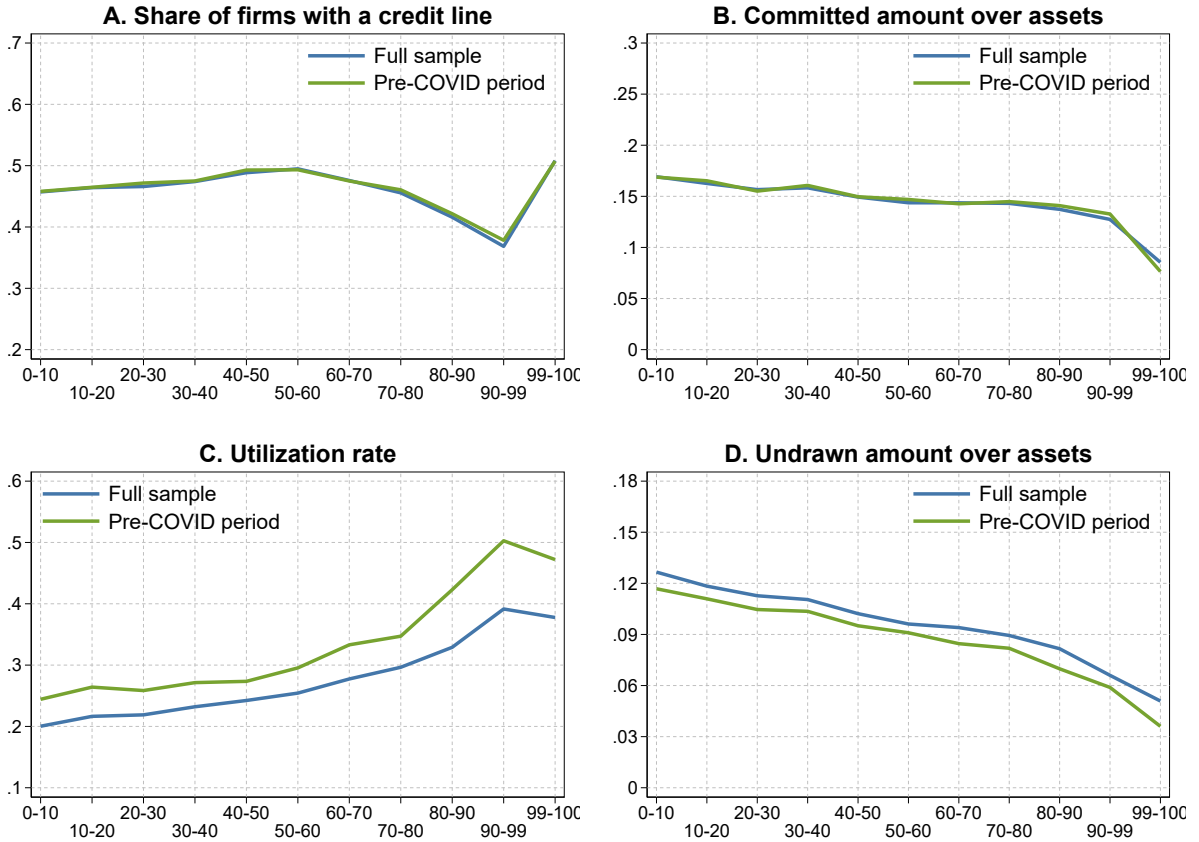 A. Share of firms with a credit line
.7
.6
.5
.4
.3
.2
Full sample
Pre-COVID period
0-10 20-30 40-50 60-70 80-90 99-100
10-20 30-40 50-60 70-80 90-99
B. Committed amount over assets
.3
.25
.2
.15
.1
.05
0
Full sample
Pre-COVID period
0-10 20-30 40-50 60-70 80-90 99-100
10-20 30-40 50-60 70-80 90-99
C. Utilization rate
.6
.5
.4
.3
.2
.1
Full sample
Pre-COVID period
0-10 20-30 40-50 60-70 80-90 99-100
10-20 30-40 50-60 70-80 90-99
D. Undrawn amount over assets
.18
.15
.12
.09
.06
.03
0
Full sample
Pre-COVID period
0-10 20-30 40-50 60-70 80-90 99-100
10-20 30-40 50-60 70-80 90-99